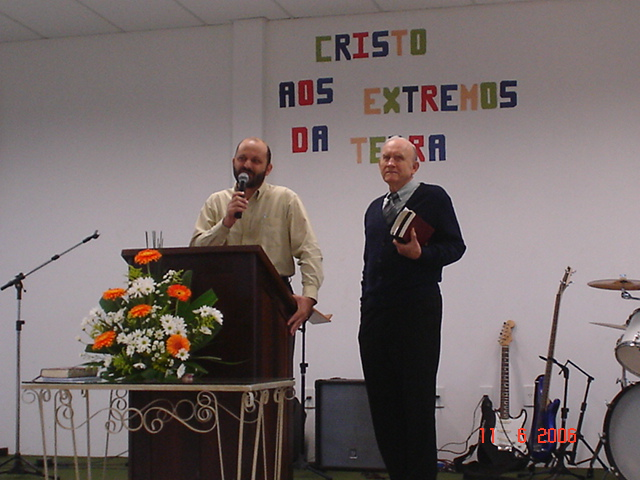 CRISTO
AOS EXTREMOS
DA TERRA
11 6 2006